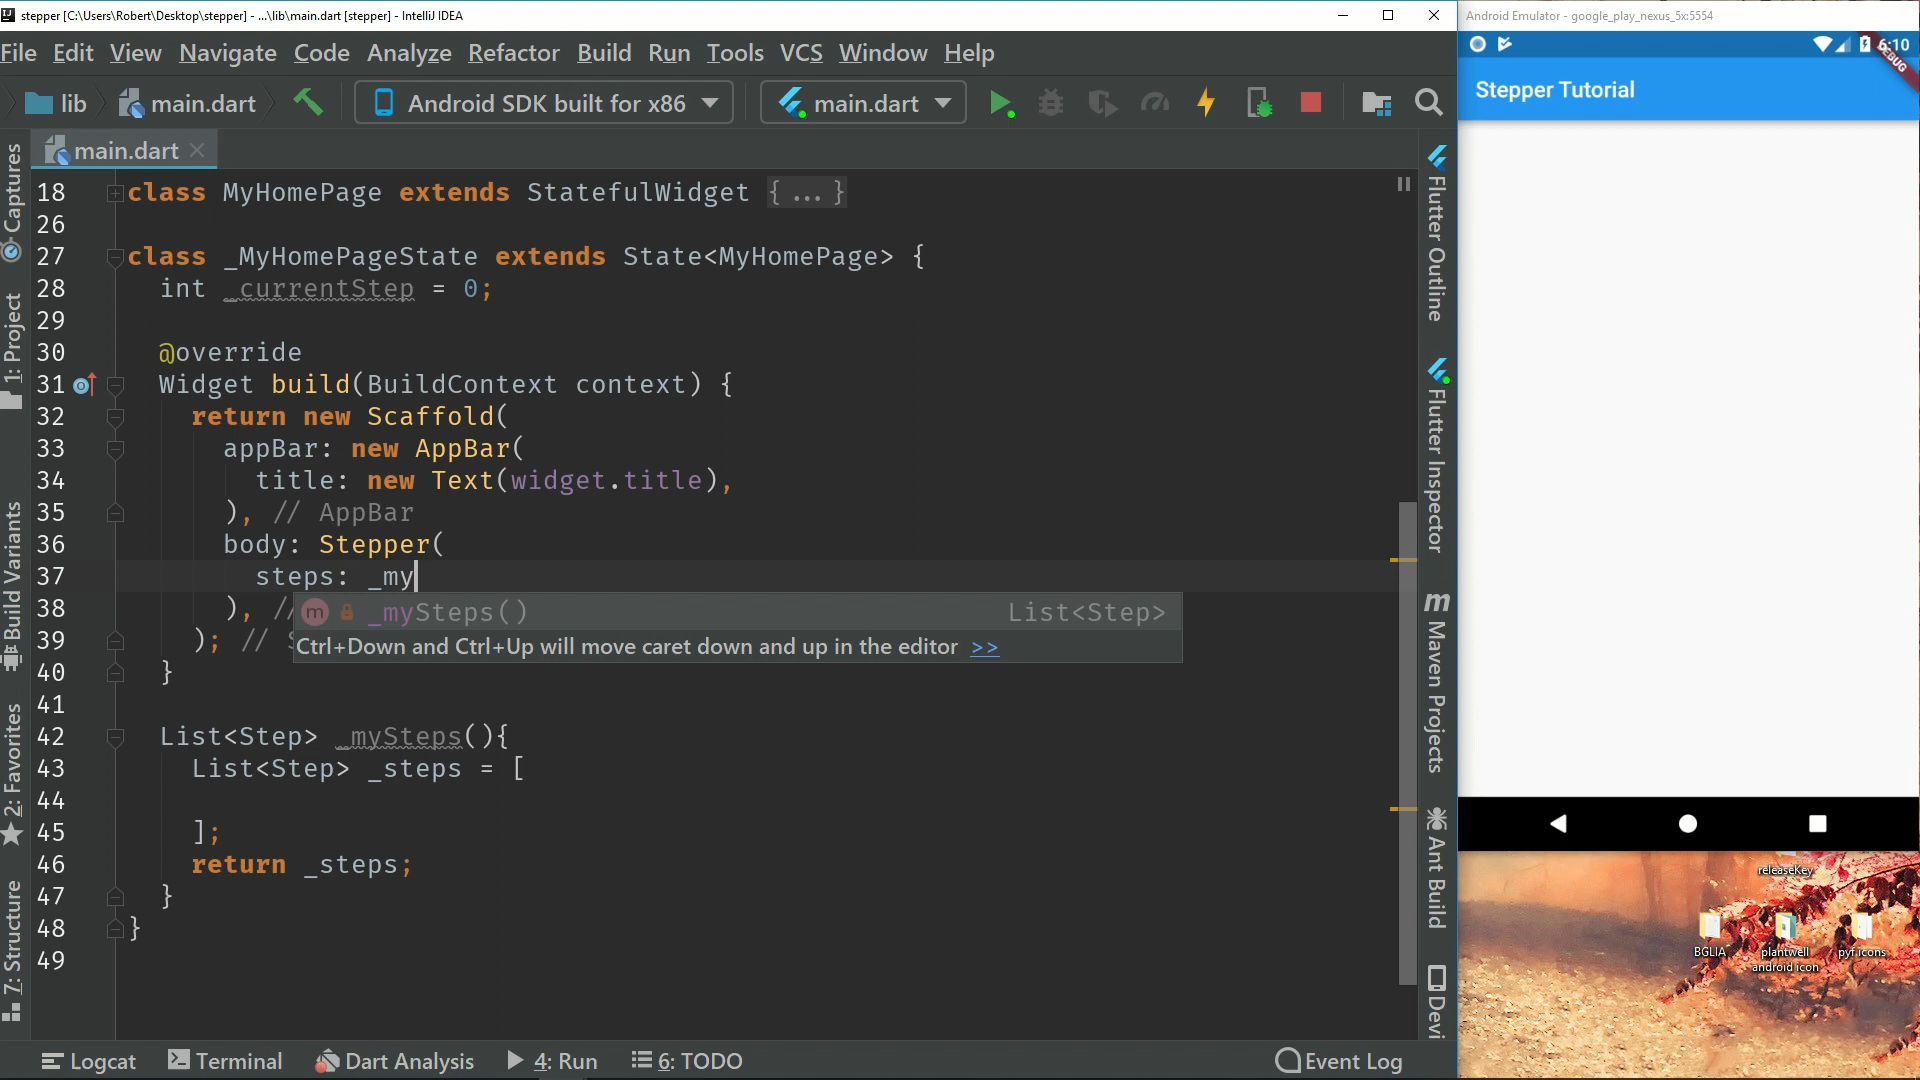 stepper [C:\Users\Robert\Desktop\stepper] - ...\lib\main.dart [stepper] - IntelliJ IDEA
File Edit View Navigate Code Analyze Refactor Build Run Tools VCS Window Help
lib main.dart Android SDK built for x86 main.dart
main.dart
18 class MyHomePage extends StatefulWidget {...}
26
27 class _MyHomePageState extends State<MyHomePage> {
28 int _currentStep = 0;
29
30 @override
31 Widget build(BuildContext context) {
32 return new Scaffold(
33 appBar: new AppBar(
34 title: new Text(widget.title),
35 ), // AppBar
36 body: Stepper(
37 steps: _my
38 ), //
39 ); //
40 }
41
42 List<Step> _mySteps(){
43 List<Step> _steps = [
44
45 ];
46 return _steps;
47 }
48 }
49
m _mySteps() List<Step>
Ctrl+Down and Ctrl+Up will move caret down and up in the editor >>
Captures
1: Project
Build Variants
2: Favorites
7: Structure
Flutter Outline
Flutter Inspector
m Maven Projects
Ant Build
Devi
Logcat Terminal Dart Analysis 4: Run 6: TODO Event Log
Android Emulator - google_play_nexus_5x:5554
6:10
Stepper Tutorial
releaseKey
BGLIA
plantwell
android icon
pyf icons